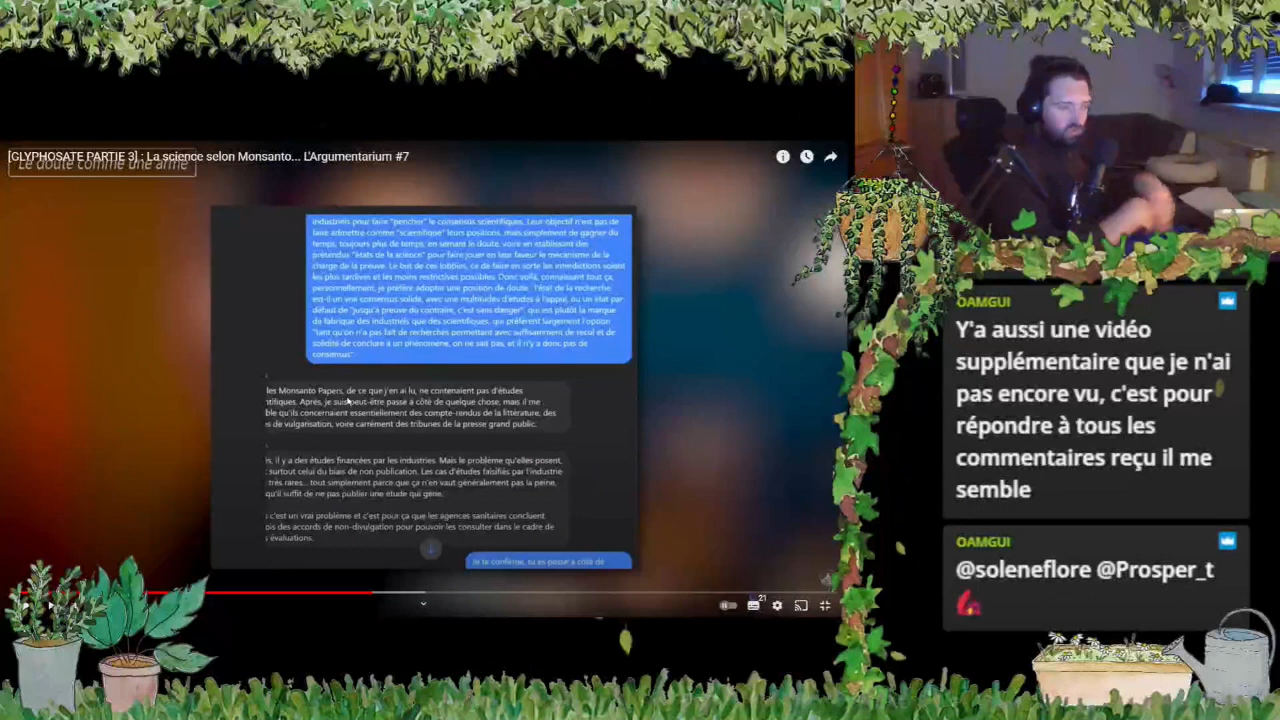 [GLYPHOSATE PARTIE 3] : La science selon Monsanto... L'Argumentarium #7
Le doute comme une arme
industriels pour faire "pencher" le consensus scientifiques. Leur objectif n'est pas de
faire admettre comme "scientifique" leurs positions, mais simplement de gagner du
temps, toujours plus de temps, en semant le doute, voire en établissant des
prétendus "états de la science" pour faire jouer en leur faveur le mécanisme de la
charge de la preuve. Le but de ces lobbies, ce de faire en sorte les interdictions soient
les plus tardives et les moins restrictives possibles. Donc voilà, connaissant tout ça,
personnellement, je préfère adopter une position de doute : l'état de la recherche
est-il un vrai consensus solide, avec une multitudes d'études à l'appui, ou un état par
défaut de "jusqu'à preuve du contraire, c'est sans danger", qui est plutôt la marque
de fabrique des industriels que des scientifiques, qui préfèrent largement l'option
"tant qu'on n'a pas fait de recherches permettant avec suffisamment de recul et de
solidité de conclure à un phénomène, on ne sait pas, et il n'y a donc pas de
consensus".
les Monsanto Papers, de ce que j'en ai lu, ne contenaient pas d'études
tifiques. Après, je suis peut-être passé à côté de quelque chose, mais il me
ble qu'ils concernaient essentiellement des compte-rendus de la littérature, des
s de vulgarisation, voire carrément des tribunes de la presse grand public.
s, il y a des études financées par les industries. Mais le problème qu'elles posent,
surtout celui du biais de non publication. Les cas d'études falsifiés par l'industrie
très rares... tout simplement parce que ça n'en vaut généralement pas la peine,
qu'il suffit de ne pas publier une étude qui gêne.
c'est un vrai problème et c'est pour ça que les agences sanitaires concluent
ois des accords de non-divulgation pour pouvoir les consulter dans le cadre de
s évaluations.
Je te confirme, tu es passé à côté de
21
OAMGUI
Y'a aussi une vidéo
supplémentaire que je n'ai
pas encore vu, c'est pour
répondre à tous les
commentaires reçu il me
semble
OAMGUI
@soleneflore @Prosper_t